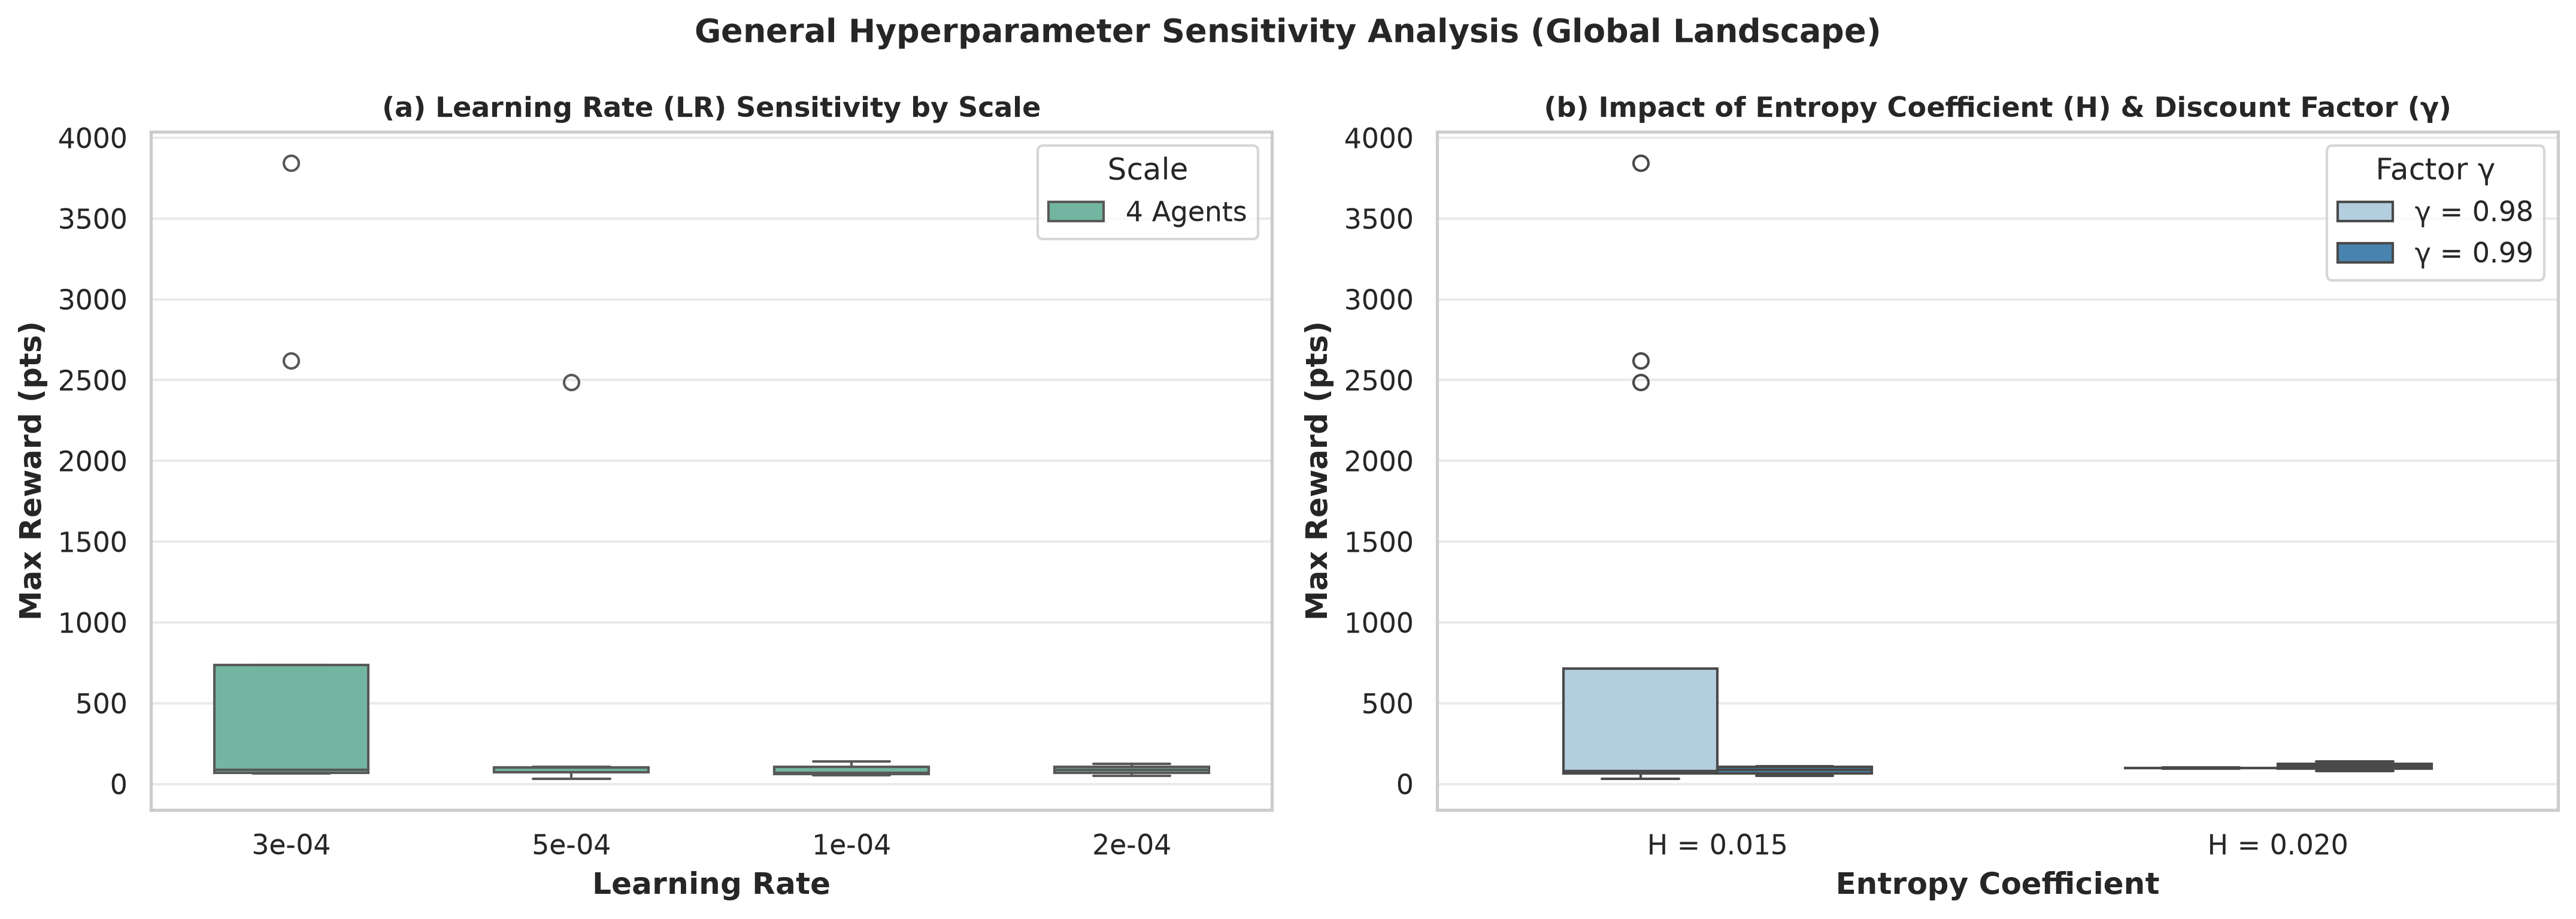 General Hyperparameter Sensitivity Analysis (Global Landscape)
(a) Learning Rate (LR) Sensitivity by Scale
Max Reward (pts)
4000
3500
3000
2500
2000
1500
1000
500
0
Scale
4 Agents
3e-04
5e-04
1e-04
2e-04
Learning Rate
(b) Impact of Entropy Coefficient (H) & Discount Factor (γ)
Max Reward (pts)
4000
3500
3000
2500
2000
1500
1000
500
0
Factor γ
γ = 0.98
γ = 0.99
H = 0.015
H = 0.020
Entropy Coefficient